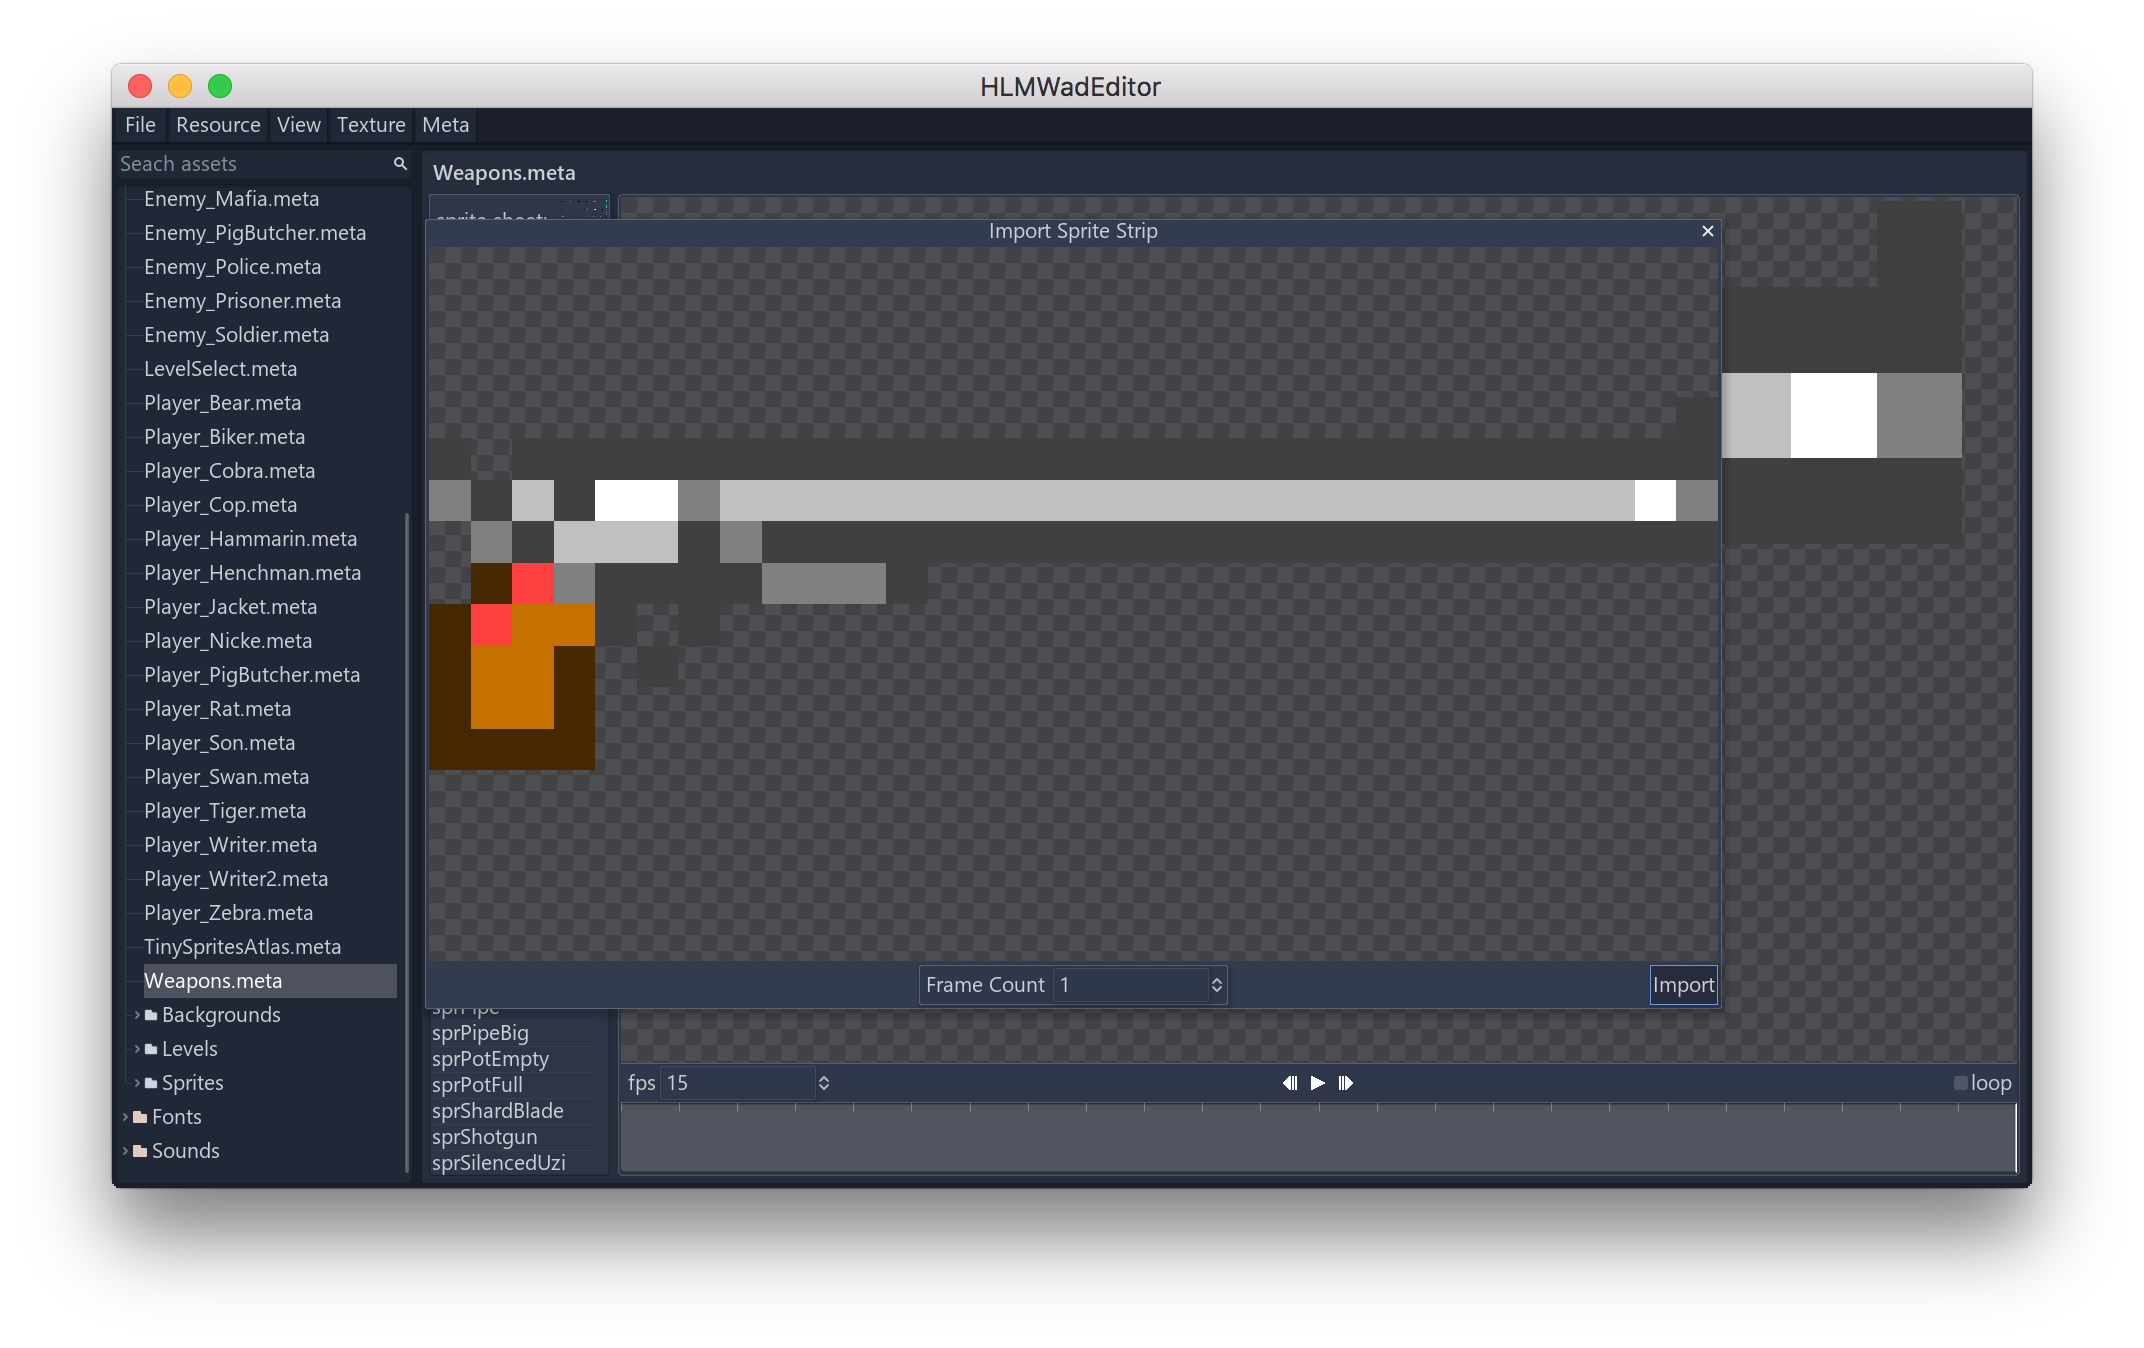 HLMWadEditor
File Resource View Texture Meta
Seach assets
Enemy_Mafia.meta
Enemy_PigButcher.meta
Enemy_Police.meta
Enemy_Prisoner.meta
Enemy_Soldier.meta
LevelSelect.meta
Player_Bear.meta
Player_Biker.meta
Player_Cobra.meta
Player_Cop.meta
Player_Hammarin.meta
Player_Henchman.meta
Player_Jacket.meta
Player_Nicke.meta
Player_PigButcher.meta
Player_Rat.meta
Player_Son.meta
Player_Swan.meta
Player_Tiger.meta
Player_Writer.meta
Player_Writer2.meta
Player_Zebra.meta
TinySpritesAtlas.meta
Weapons.meta
Backgrounds
Levels
Sprites
Fonts
Sounds
Weapons.meta
sprite sheet:
Import Sprite Strip
Frame Count 1
Import
sprPipe
sprPipeBig
sprPotEmpty
sprPotFull
sprShardBlade
sprShotgun
sprSilencedUzi
fps 15
loop